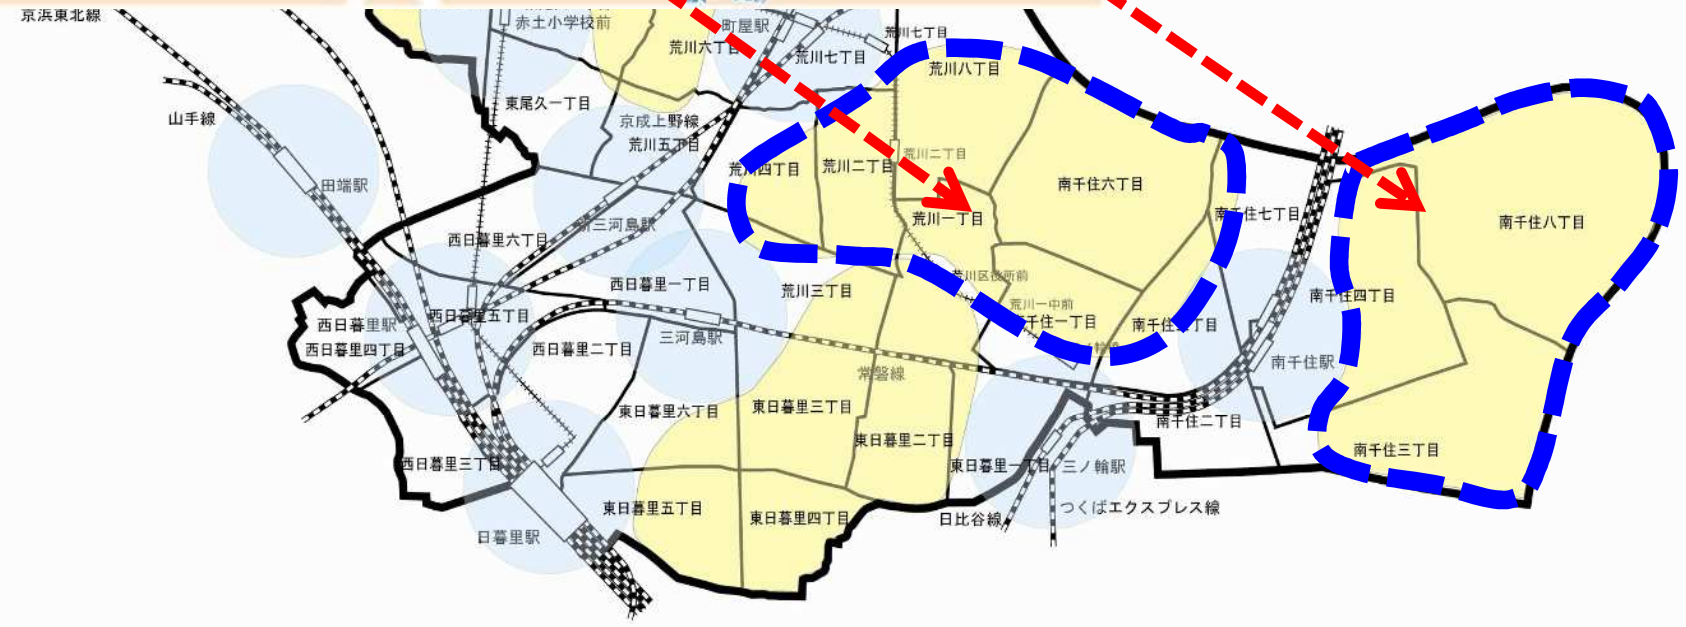 京浜東北線
赤土小学校前
町屋駅
荒川七丁目
荒川六丁目
荒川七丁目
荒川八丁目
東尾久一丁目
山手線
京成上野線
荒川五丁目
荒川四丁目
荒川二丁目
荒川二丁目
田端駅
南千住六丁目
南千住七丁目
南千住八丁目
新三河島駅
荒川一丁目
西日暮里六丁目
荒川区役所前
西日暮里一丁目
荒川三丁目
南千住四丁目
荒川一中前
西日暮里駅
西日暮里五丁目
千住一丁目
南千住五丁目
三河島駅
西日暮里四丁目
西日暮里二丁目
南千住駅
常磐線
東日暮里六丁目
東日暮里三丁目
南千住二丁目
東日暮里二丁目
南千住三丁目
西日暮里三丁目
東日暮里一丁目
三ノ輪駅
東日暮里五丁目
東日暮里四丁目
日比谷線
つくばエクスプレス線
日暮里駅